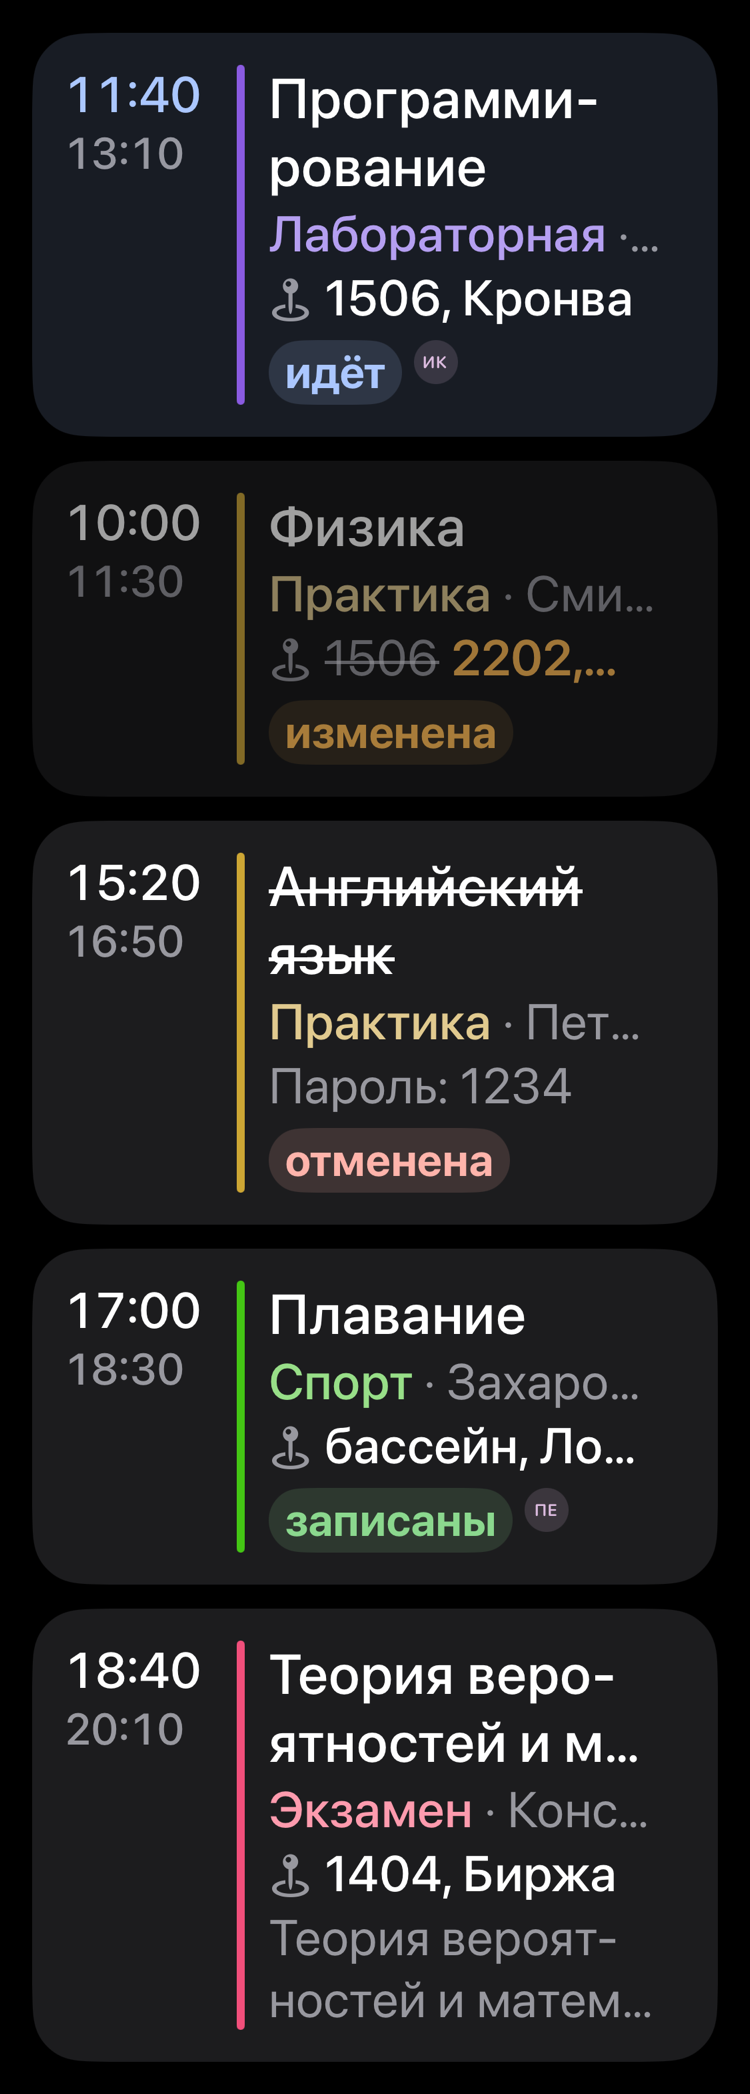 11:40
13:10
Программи-
рование
Лабораторная ·...
1506, Кронва
идёт ИК
10:00
11:30
Физика
Практика · Сми...
1506 2202,...
изменена
15:20
16:50
Английский
язык
Практика · Пет...
Пароль: 1234
отменена
17:00
18:30
Плавание
Спорт · Захаро...
бассейн, Ло...
записаны ПЕ
18:40
20:10
Теория веро-
ятностей и м...
Экзамен · Конс...
1404, Биржа
Теория вероят-
ностей и матем...